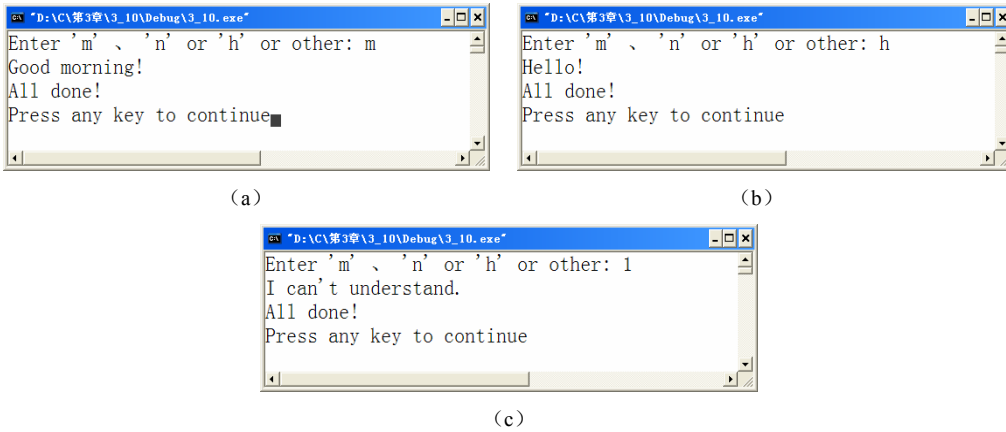 "D:\C\第3章\3_10\Debug\3_10.exe"
Enter 'm' 、 'n' or 'h' or other: m
Good morning!
All done!
Press any key to continue
(a)
"D:\C\第3章\3_10\Debug\3_10.exe"
Enter 'm' 、 'n' or 'h' or other: h
Hello!
All done!
Press any key to continue
(b)
"D:\C\第3章\3_10\Debug\3_10.exe"
Enter 'm' 、 'n' or 'h' or other: l
I can't understand.
All done!
Press any key to continue
(c)